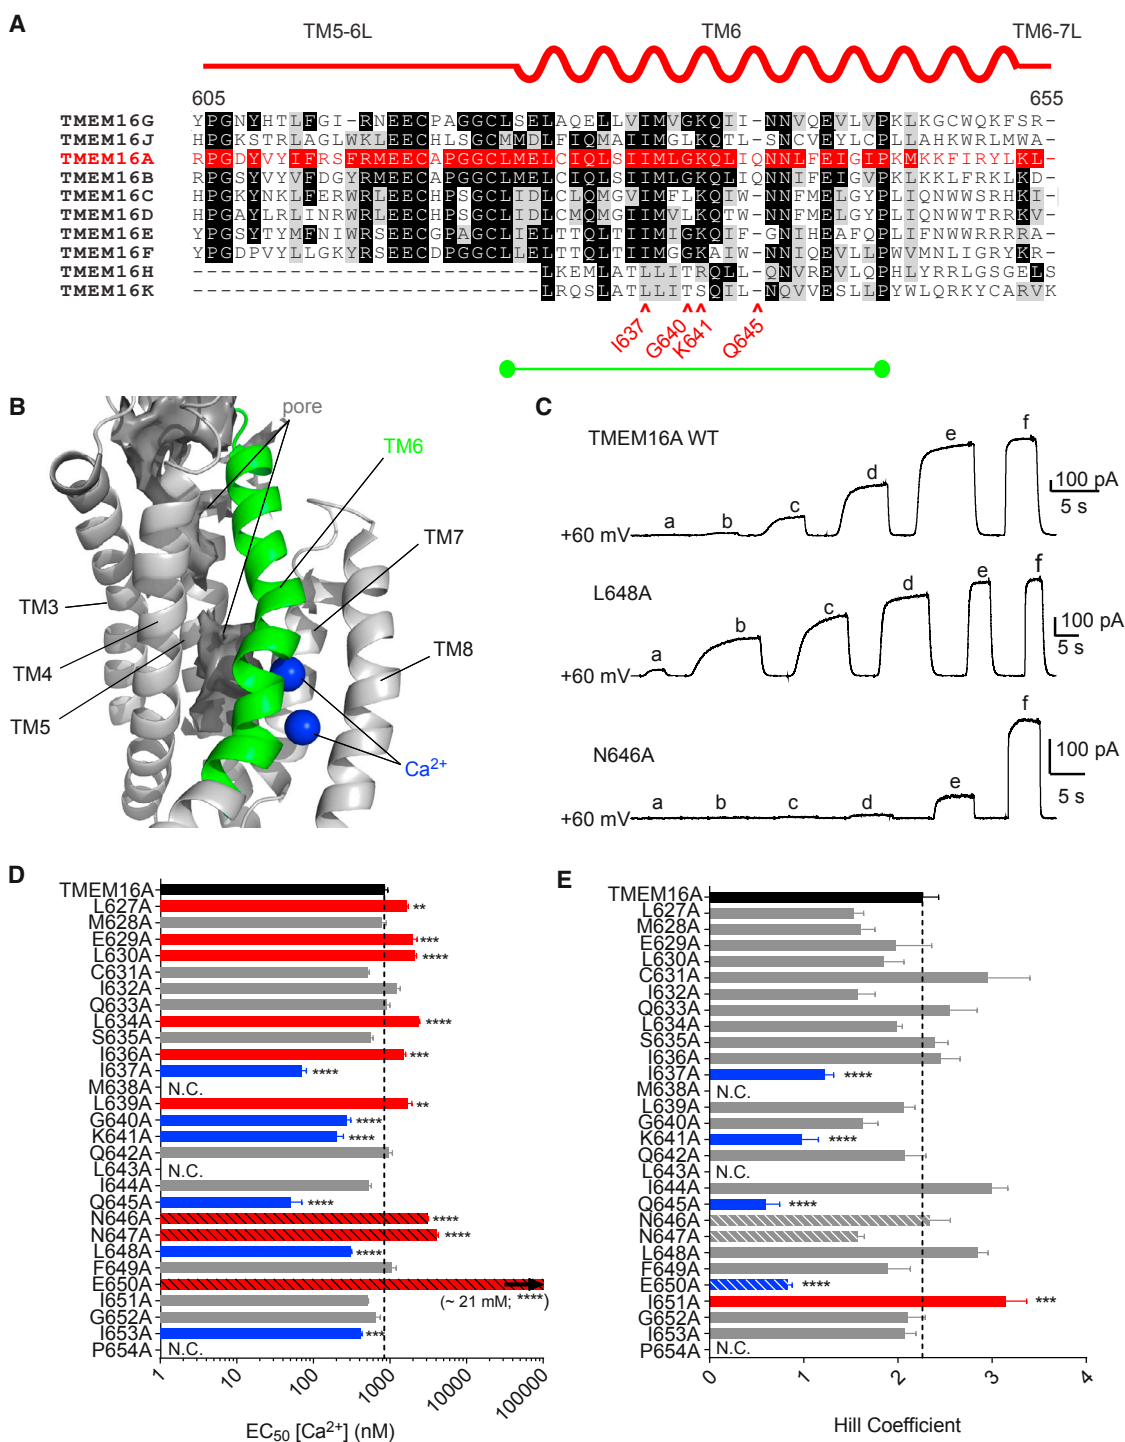 A
TM5-6L TM6 TM6-7L
605 655
TMEM16G YPGNYHTLFGI-RNEECPAGGCLSELAQELLVIMVGKQII-NNVQEVLVPKLKGCWQKFSR-
TMEM16J HPGKSTRLAGLWKLEECHLSGCMMDLFIQMAIIMGLKQTL-SNCVEYLCPLLAHKWRLMWA-
TMEM16A RPGDYVYIFRSFRMEECAPGGCLMELCIQLSIIMLGKQLIQNNLFEIGIPKMKKFIRYLKL-
TMEM16B RPGSYVYVFDGYRMEECAPGGCLMELCIQLSIIMLGKQLIQNNIFEIGVPKLKKLFRKLKD-
TMEM16C HPGKYNKLFERWRLEECHPSGCLIDLCLQMGVIMFLKQTW-NNFMELGYPLIQNWWSRHKI-
TMEM16D HPGAYLRLINRWRLEECHPSGCLIDLCMQMGIIMVLKQTW-NNFMELGYPLIQNWWTRRKV-
TMEM16E YPGSYTYMFNIWRSEECGPAGCLIELTTQLTIIMIGKQIF-GNIHEAFQPLIFNWWRRRRA-
TMEM16F YPGDPVYLLGKYRSEECDPGGCLLELTTQLTIIMIGKAIW-NNIQEVLLPWVMNLIGRYKR-
TMEM16H -------------------------LKEMLATLLITRQLL-QNVREVLQPHLYRRLGSGELS
TMEM16K -------------------------LRQSLATLLITSQIL-NQVVESLLPYWLQRKYCARVK
^ ^ ^ ^
I637 G640 K641 Q645
B
pore
TM6
TM7
TM3
TM4
TM8
TM5
Ca2+
C
TMEM16A WT
a b c d e f
+60 mV
100 pA
5 s
L648A
a b c d e f
+60 mV
100 pA
5 s
N646A
a b c d e f
+60 mV
100 pA
5 s
D
TMEM16A
L627A **
M628A
E629A ***
L630A ****
C631A
I632A
Q633A
L634A ****
S635A
I636A ***
I637A ****
M638A N.C.
L639A **
G640A ****
K641A ****
Q642A
L643A N.C.
I644A
Q645A ****
N646A ****
N647A ****
L648A ****
F649A
E650A
(~ 21 mM; ****)
I651A
G652A
I653A ***
P654A N.C.
1 10 100 1000 10000 100000
EC50 [Ca2+] (nM)
E
TMEM16A
L627A
M628A
E629A
L630A
C631A
I632A
Q633A
L634A
S635A
I636A
I637A ****
M638A N.C.
L639A
G640A
K641A ****
Q642A
L643A N.C.
I644A
Q645A ****
N646A
N647A
L648A
F649A
E650A ****
I651A ***
G652A
I653A
P654A N.C.
0 1 2 3 4
Hill Coefficient